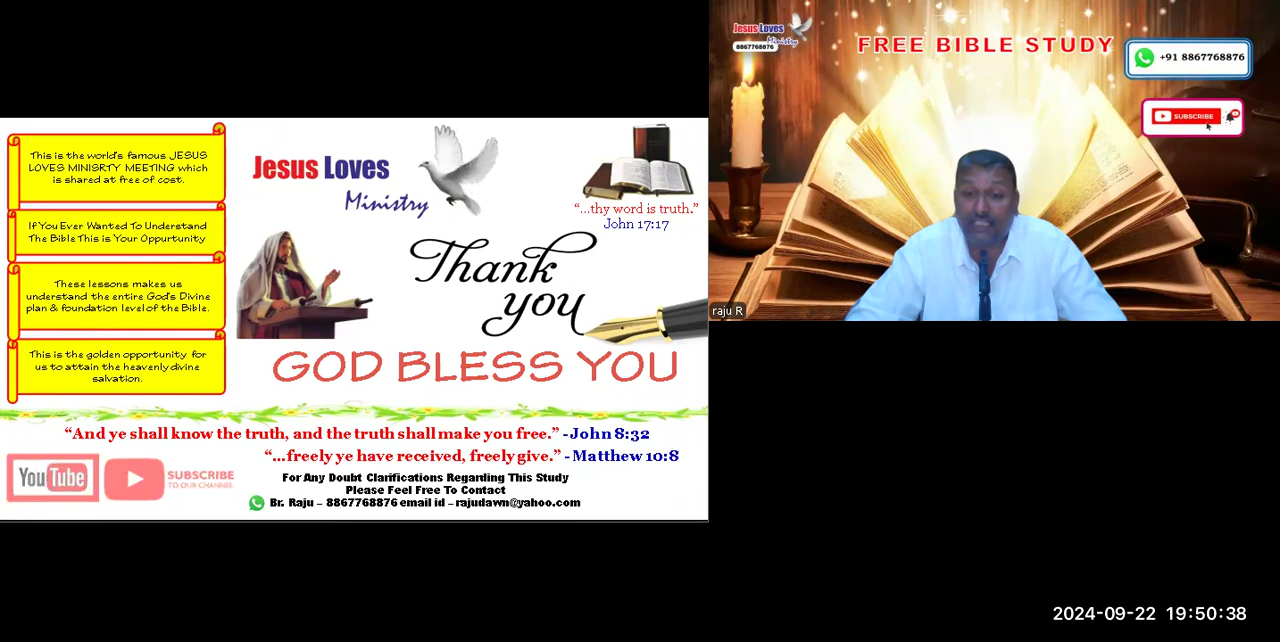 This is the world's famous JESUS
LOVES MINISRTY MEETING which
is shared at free of cost.
If You Ever Wanted To Understand
The Bible This is Your Oppurtunity
These lessons makes us
understand the entire God's Divine
plan & foundation level of the Bible.
This is the golden opportunity for
us to attain the heavenly divine
salvation.
Jesus Loves
Ministry
"...thy word is truth."
John 17:17
Thank
you
GOD BLESS YOU
"And ye shall know the truth, and the truth shall make you free." - John 8:32
"...freely ye have received, freely give." - Matthew 10:8
YouTube
SUBSCRIBE
TO OUR CHANNEL
For Any Doubt Clarifications Regarding This Study
Please Feel Free To Contact
Br. Raju – 8867768876 email id – rajudawn@yahoo.com
Jesus Loves
Ministry
8867768876
FREE BIBLE STUDY
+91 8867768876
SUBSCRIBE
raju R
2024-09-22 19:50:38